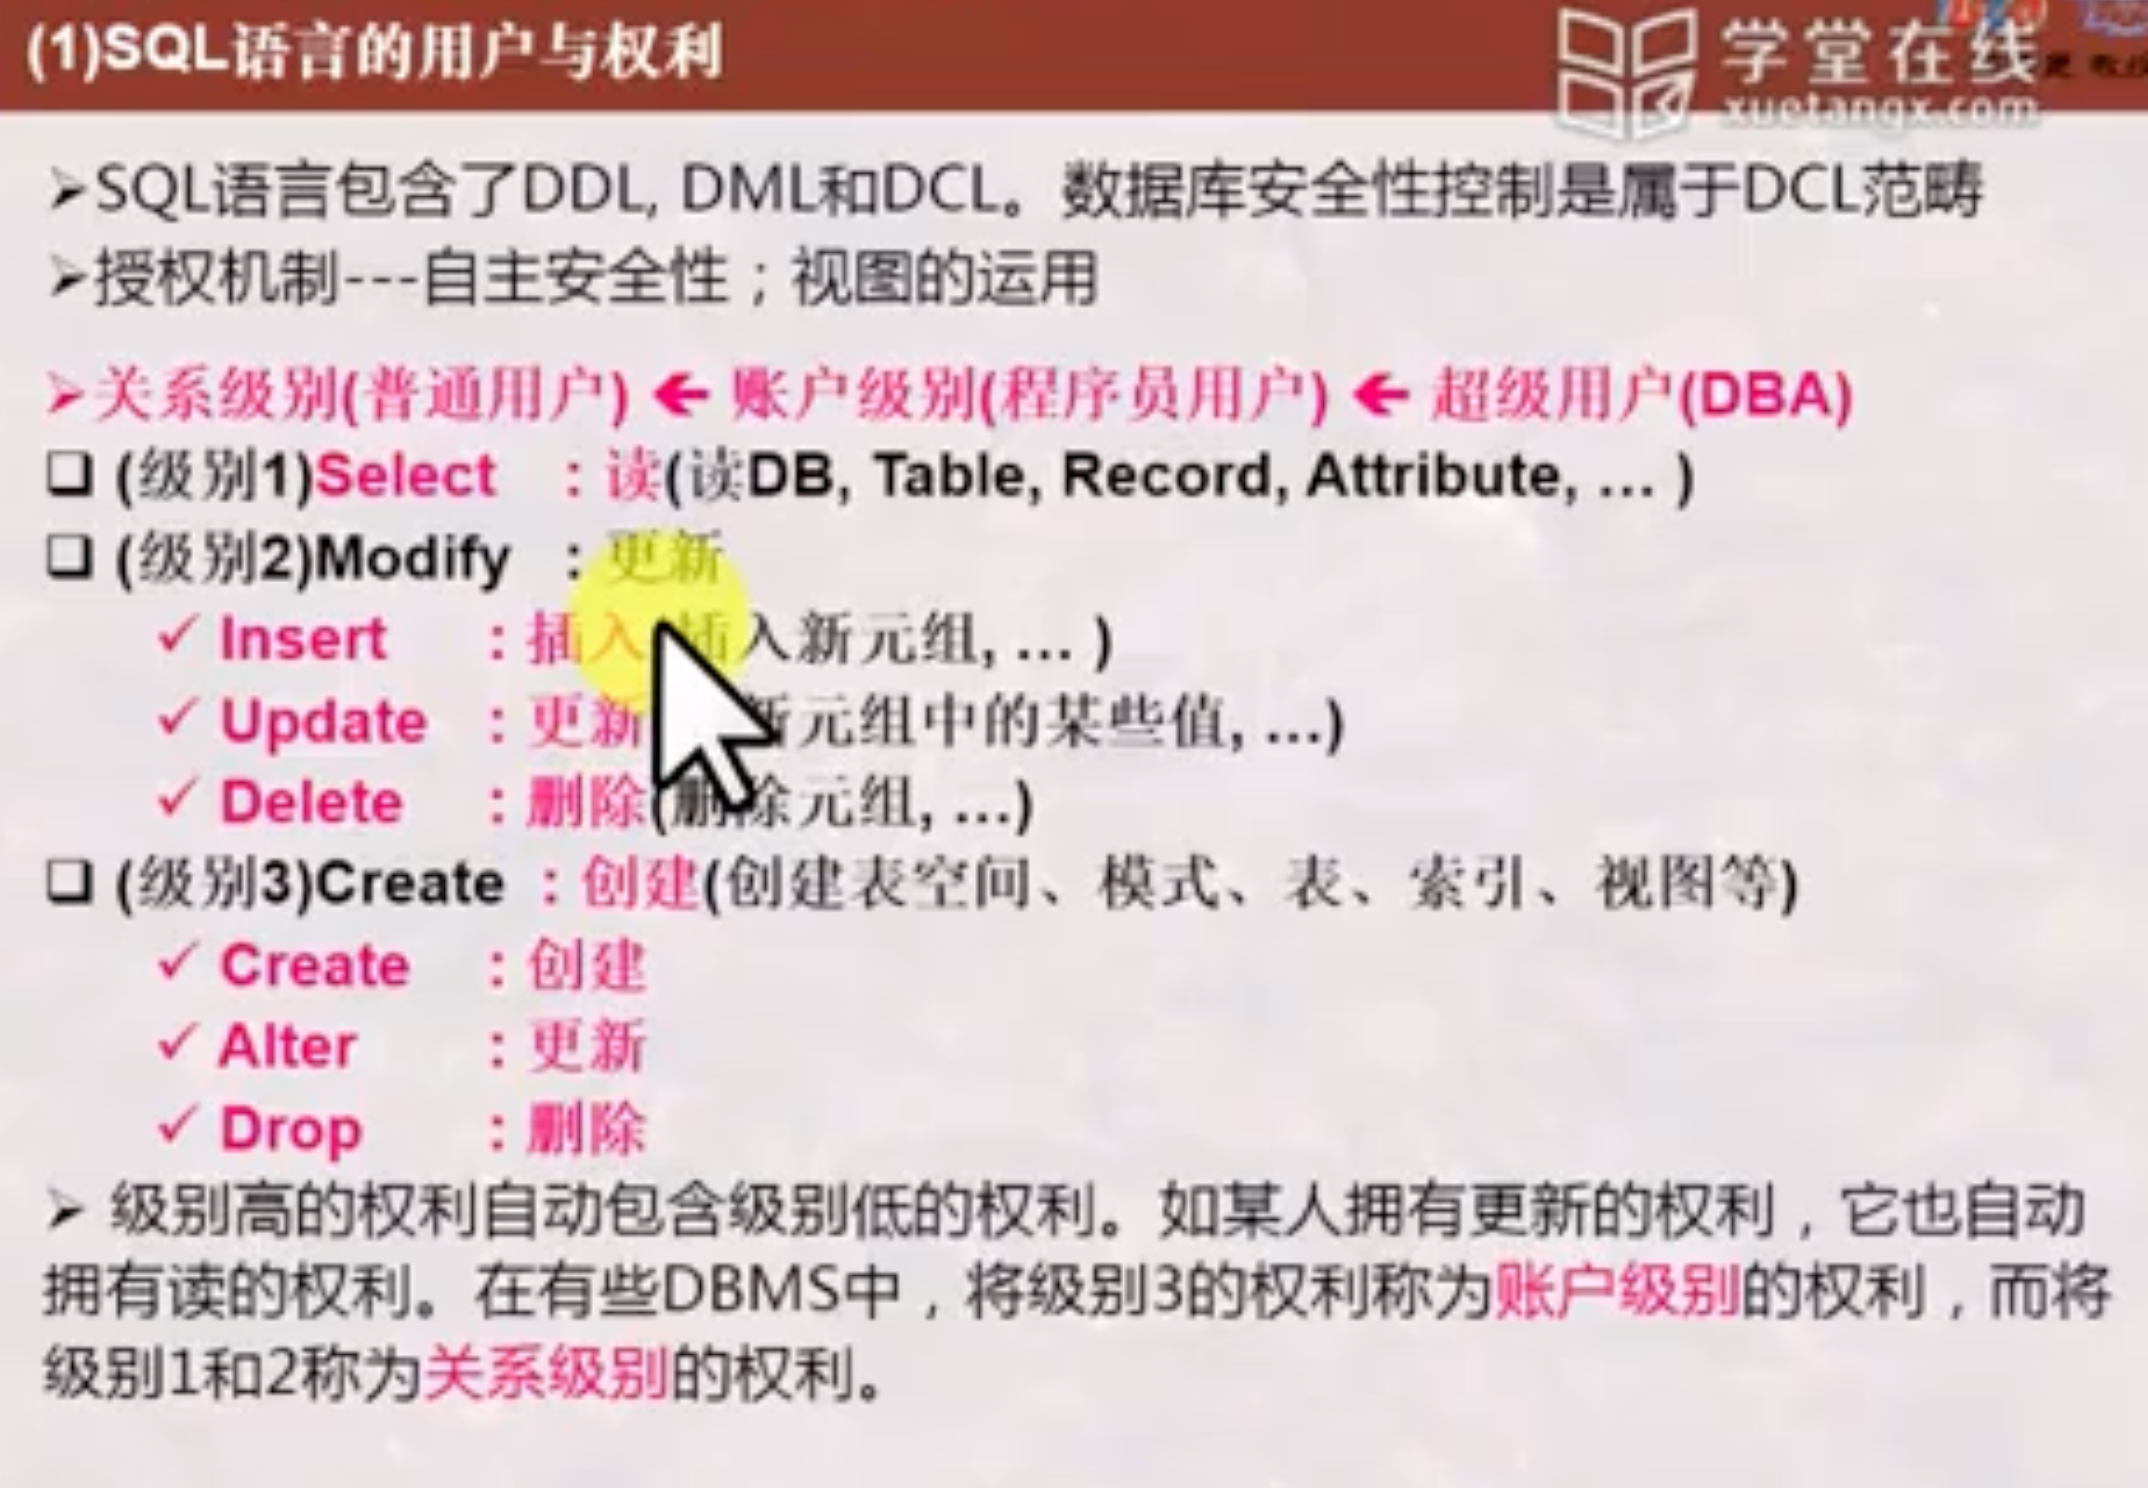 (1)SQL语言的用户与权利
学堂在线
xuetangx.com
➢SQL语言包含了DDL, DML和DCL。数据库安全性控制是属于DCL范畴
➢授权机制---自主安全性；视图的运用
➢关系级别(普通用户) ← 账户级别(程序员用户) ← 超级用户(DBA)
❑ (级别1)Select : 读(读DB, Table, Record, Attribute, … )
❑ (级别2)Modify : 更新
✓ Insert : 插入 插入新元组, … )
✓ Update : 更新 新元组中的某些值, …)
✓ Delete : 删除(删除元组, …)
❑ (级别3)Create : 创建(创建表空间、模式、表、索引、视图等)
✓ Create : 创建
✓ Alter : 更新
✓ Drop : 删除
➢ 级别高的权利自动包含级别低的权利。如某人拥有更新的权利，它也自动
拥有读的权利。在有些DBMS中，将级别3的权利称为账户级别的权利，而将
级别1和2称为关系级别的权利。